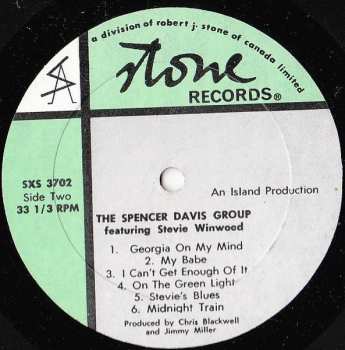 a division of robert j. stone of canada limited
stone
RECORDS®
SXS 3702
Side Two
33 1/3 RPM
An Island Production
THE SPENCER DAVIS GROUP
featuring Stevie Winwood
1. Georgia On My Mind
2. My Babe
3. I Can't Get Enough Of It
4. On The Green Light
5. Stevie's Blues
6. Midnight Train
Produced by Chris Blackwell
and Jimmy Miller